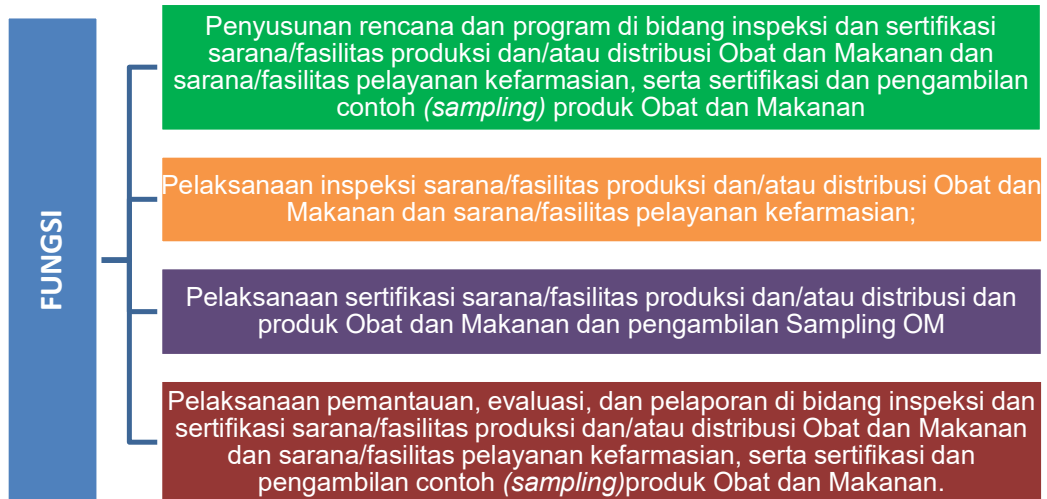 FUNGSI
Penyusunan rencana dan program di bidang inspeksi dan sertifikasi
sarana/fasilitas produksi dan/atau distribusi Obat dan Makanan dan
sarana/fasilitas pelayanan kefarmasian, serta sertifikasi dan pengambilan
contoh (sampling) produk Obat dan Makanan
Pelaksanaan inspeksi sarana/fasilitas produksi dan/atau distribusi Obat dan
Makanan dan sarana/fasilitas pelayanan kefarmasian;
Pelaksanaan sertifikasi sarana/fasilitas produksi dan/atau distribusi dan
produk Obat dan Makanan dan pengambilan Sampling OM
Pelaksanaan pemantauan, evaluasi, dan pelaporan di bidang inspeksi dan
sertifikasi sarana/fasilitas produksi dan/atau distribusi Obat dan Makanan
dan sarana/fasilitas pelayanan kefarmasian, serta sertifikasi dan
pengambilan contoh (sampling)produk Obat dan Makanan.